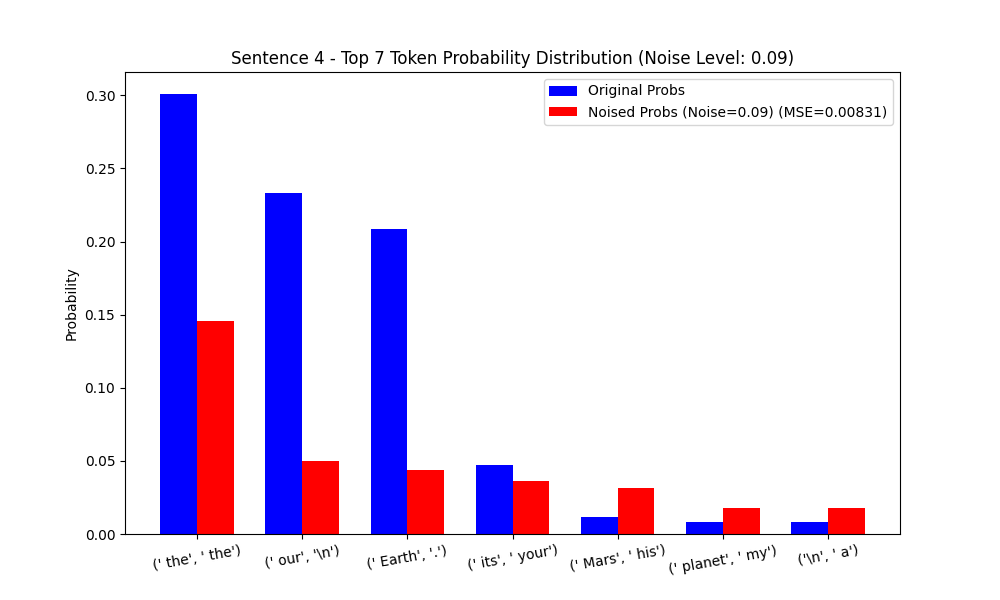 Sentence 4 - Top 7 Token Probability Distribution (Noise Level: 0.09)
Original Probs
Noised Probs (Noise=0.09) (MSE=0.00831)
Probability
0.30
0.25
0.20
0.15
0.10
0.05
0.00
(' the', ' the')
(' our', '\n')
(' Earth', '.')
(' its', ' your')
(' Mars', ' his')
(' planet', ' my')
('\n', ' a')